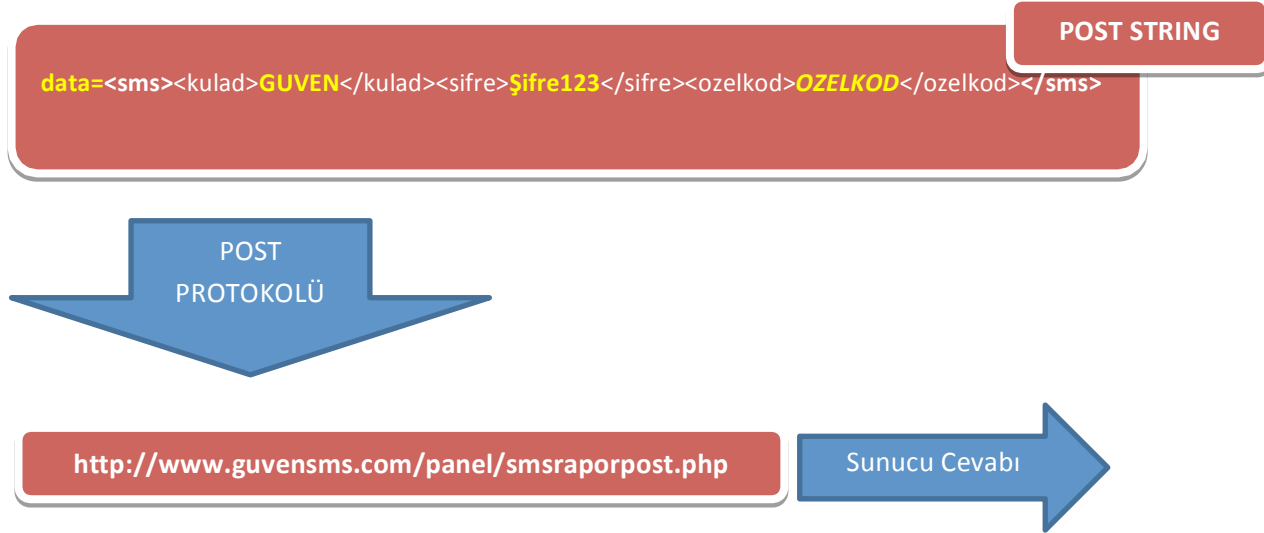 POST STRING
data=<sms><kulad>GUVEN</kulad><sifre>Şifre123</sifre><ozelkod>OZELKOD</ozelkod></sms>
POST
PROTOKOLÜ
http://www.guvensms.com/panel/smsraporpost.php
Sunucu Cevabı